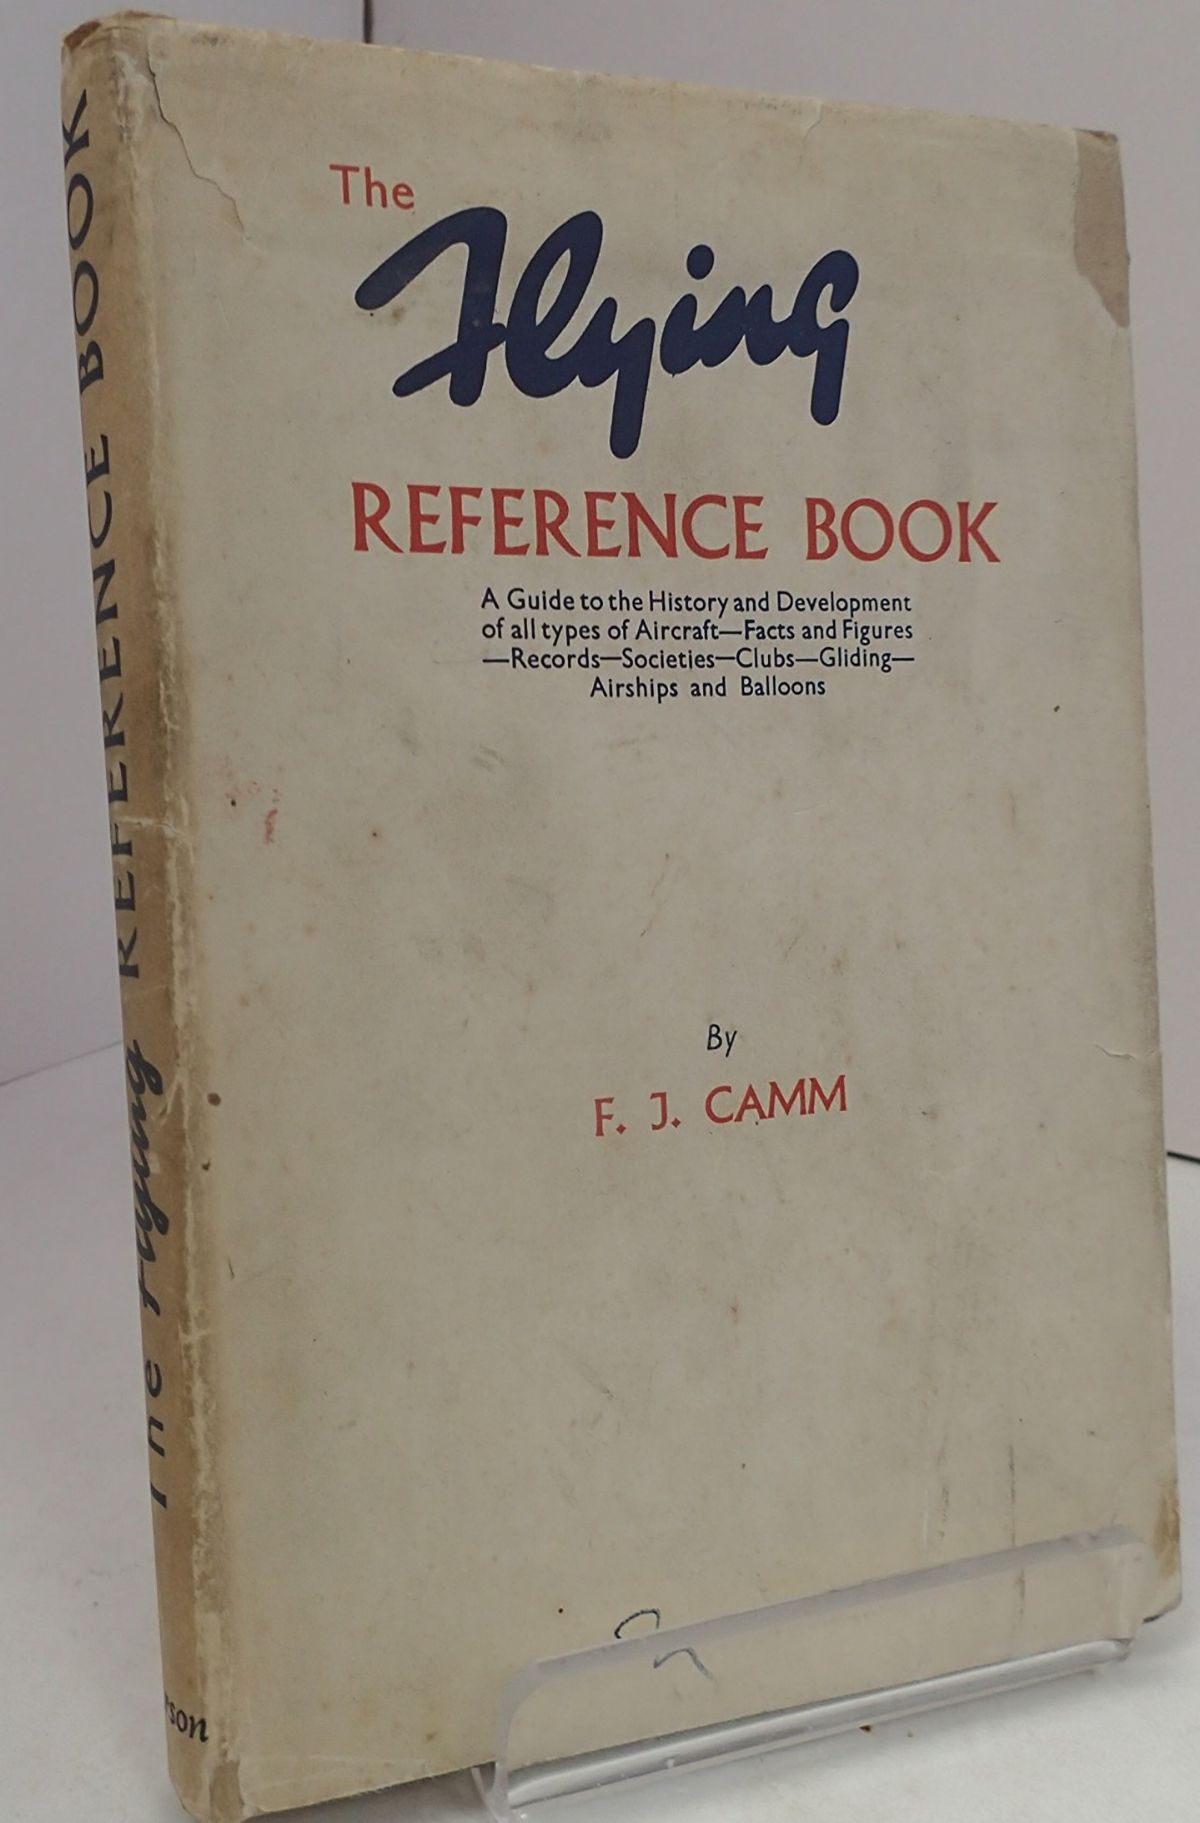 The
Flying
REFERENCE BOOK
A Guide to the History and Development
of all types of Aircraft—Facts and Figures
—Records—Societies—Clubs—Gliding—
Airships and Balloons
By
F. J. CAMM
The Flying REFERENCE BOOK